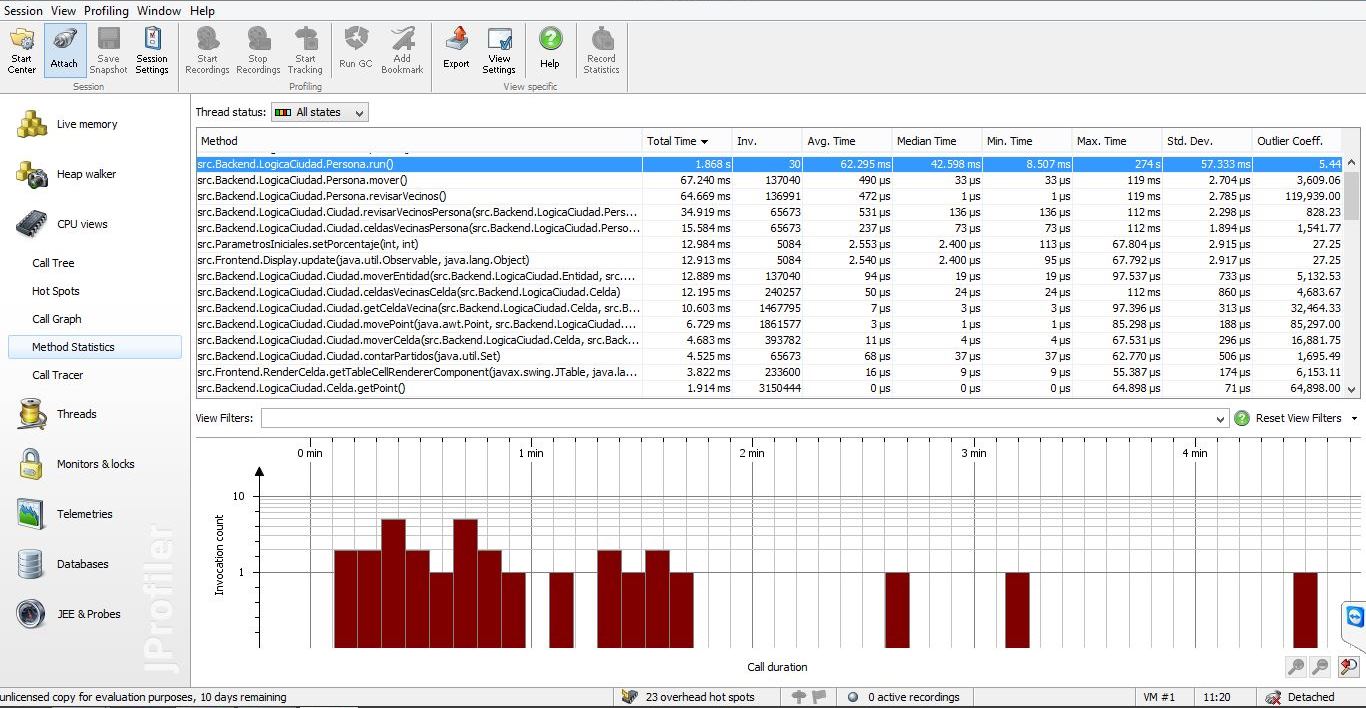 Session View Profiling Window Help
Start Center
Attach
Save Snapshot
Session Settings
Start Recordings
Stop Recordings
Start Tracking
Run GC
Add Bookmark
Export
View Settings
Help
Record Statistics
Session Profiling View specific
Live memory
Heap walker
CPU views
Call Tree
Hot Spots
Call Graph
Method Statistics
Call Tracer
Threads
Monitors & locks
Telemetries
Databases
JEE & Probes
JProfiler
Thread status: All states
Method Total Time Inv. Avg. Time Median Time Min. Time Max. Time Std. Dev. Outlier Coeff.
src.Backend.LogicaCiudad.Persona.run() 1.868 s 30 62.295 ms 42.598 ms 8.507 ms 274 s 57.333 ms 5.44
src.Backend.LogicaCiudad.Persona.mover() 67.240 ms 137040 490 µs 33 µs 33 µs 119 ms 2.704 µs 3,609.06
src.Backend.LogicaCiudad.Persona.revisarVecinos() 64.669 ms 136991 472 µs 1 µs 1 µs 119 ms 2.785 µs 119,939.00
src.Backend.LogicaCiudad.Ciudad.revisarVecinosPersona(src.Backend.LogicaCiudad.Pers... 34.919 ms 65673 531 µs 136 µs 136 µs 112 ms 2.298 µs 828.23
src.Backend.LogicaCiudad.Ciudad.celdasVecinasPersona(src.Backend.LogicaCiudad.Perso... 15.584 ms 65673 237 µs 73 µs 73 µs 112 ms 1.894 µs 1,541.77
src.ParametrosIniciales.setPorcentaje(int, int) 12.984 ms 5084 2.553 µs 2.400 µs 113 µs 67.804 ms 2.915 µs 27.25
src.Frontend.Display.update(java.util.Observable, java.lang.Object) 12.913 ms 5084 2.540 µs 2.400 µs 95 µs 67.792 ms 2.917 µs 27.25
src.Backend.LogicaCiudad.Ciudad.moverEntidad(src.Backend.LogicaCiudad.Entidad, src.... 12.889 ms 137040 94 µs 19 µs 19 µs 97.537 ms 733 µs 5,132.53
src.Backend.LogicaCiudad.Ciudad.celdasVecinasCelda(src.Backend.LogicaCiudad.Celda) 12.195 ms 240257 50 µs 24 µs 24 µs 112 ms 860 µs 4,683.67
src.Backend.LogicaCiudad.Ciudad.getCeldaVecina(src.Backend.LogicaCiudad.Celda, src.B... 10.603 ms 1467795 7 µs 3 µs 3 µs 97.396 µs 313 µs 32,464.33
src.Backend.LogicaCiudad.Ciudad.movePoint(java.awt.Point, src.Backend.LogicaCiudad.... 6.729 ms 1861577 3 µs 1 µs 1 µs 85.298 µs 188 µs 85,297.00
src.Backend.LogicaCiudad.Ciudad.moverCelda(src.Backend.LogicaCiudad.Celda, src.Back... 4.683 ms 393782 11 µs 4 µs 4 µs 67.531 µs 296 µs 16,881.75
src.Backend.LogicaCiudad.Ciudad.contarPartidos(java.util.Set) 4.525 ms 65673 68 µs 37 µs 37 µs 62.770 µs 506 µs 1,695.49
src.Frontend.RenderCelda.getTableCellRendererComponent(javax.swing.JTable, java.la... 3.822 ms 233600 16 µs 9 µs 9 µs 55.387 µs 174 µs 6,153.11
src.Backend.LogicaCiudad.Celda.getPoint() 1.914 ms 3150444 0 µs 0 µs 0 µs 64.898 µs 71 µs 64,898.00
View Filters: Reset View Filters
0 min 1 min 2 min 3 min 4 min
10
1
Invocation count
Call duration
unlicensed copy for evaluation purposes, 10 days remaining 23 overhead hot spots 0 active recordings VM #1 11:20 Detached